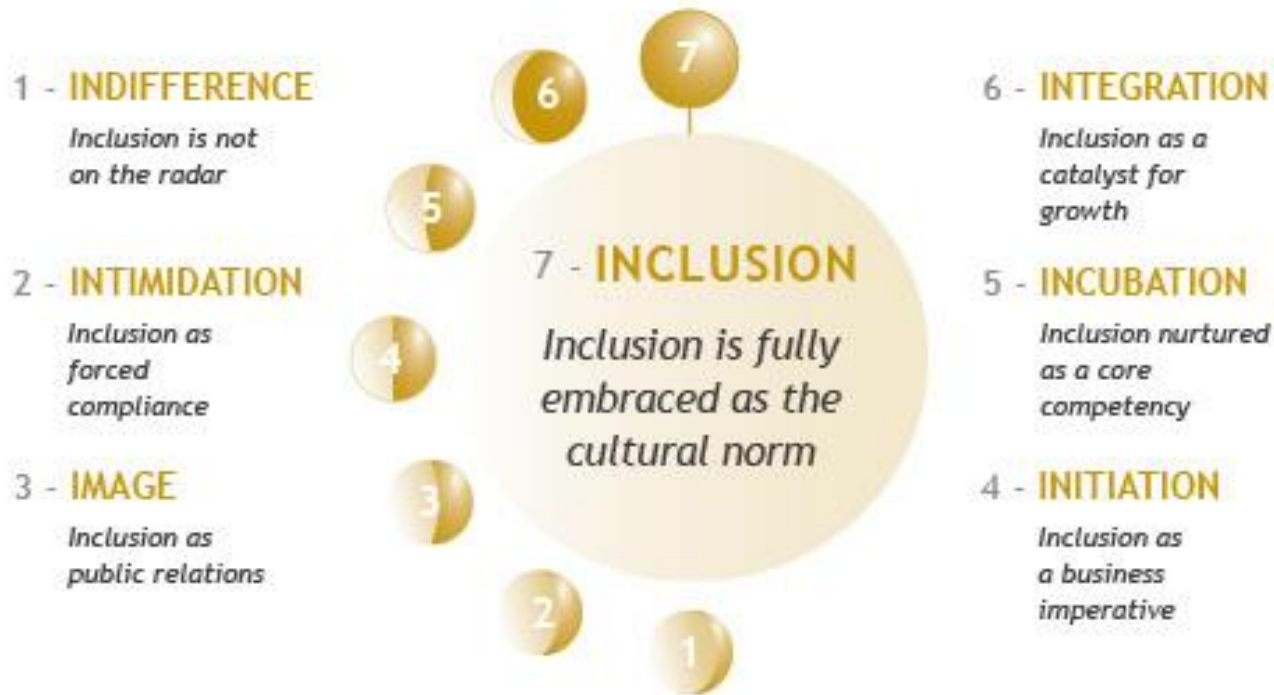 1 - INDIFFERENCE
Inclusion is not
on the radar
2 - INTIMIDATION
Inclusion as
forced
compliance
3 - IMAGE
Inclusion as
public relations
7
6
5
4
3
2
1
7 - INCLUSION
Inclusion is fully
embraced as the
cultural norm
6 - INTEGRATION
Inclusion as a
catalyst for
growth
5 - INCUBATION
Inclusion nurtured
as a core
competency
4 - INITIATION
Inclusion as
a business
imperative